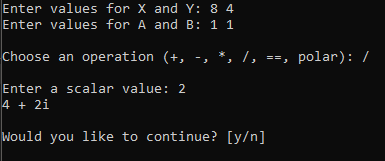 Enter values for X and Y: 8 4
Enter values for A and B: 1 1
Choose an operation (+, -, *, /, ==, polar): /
Enter a scalar value: 2
4 + 2i
Would you like to continue? [y/n]